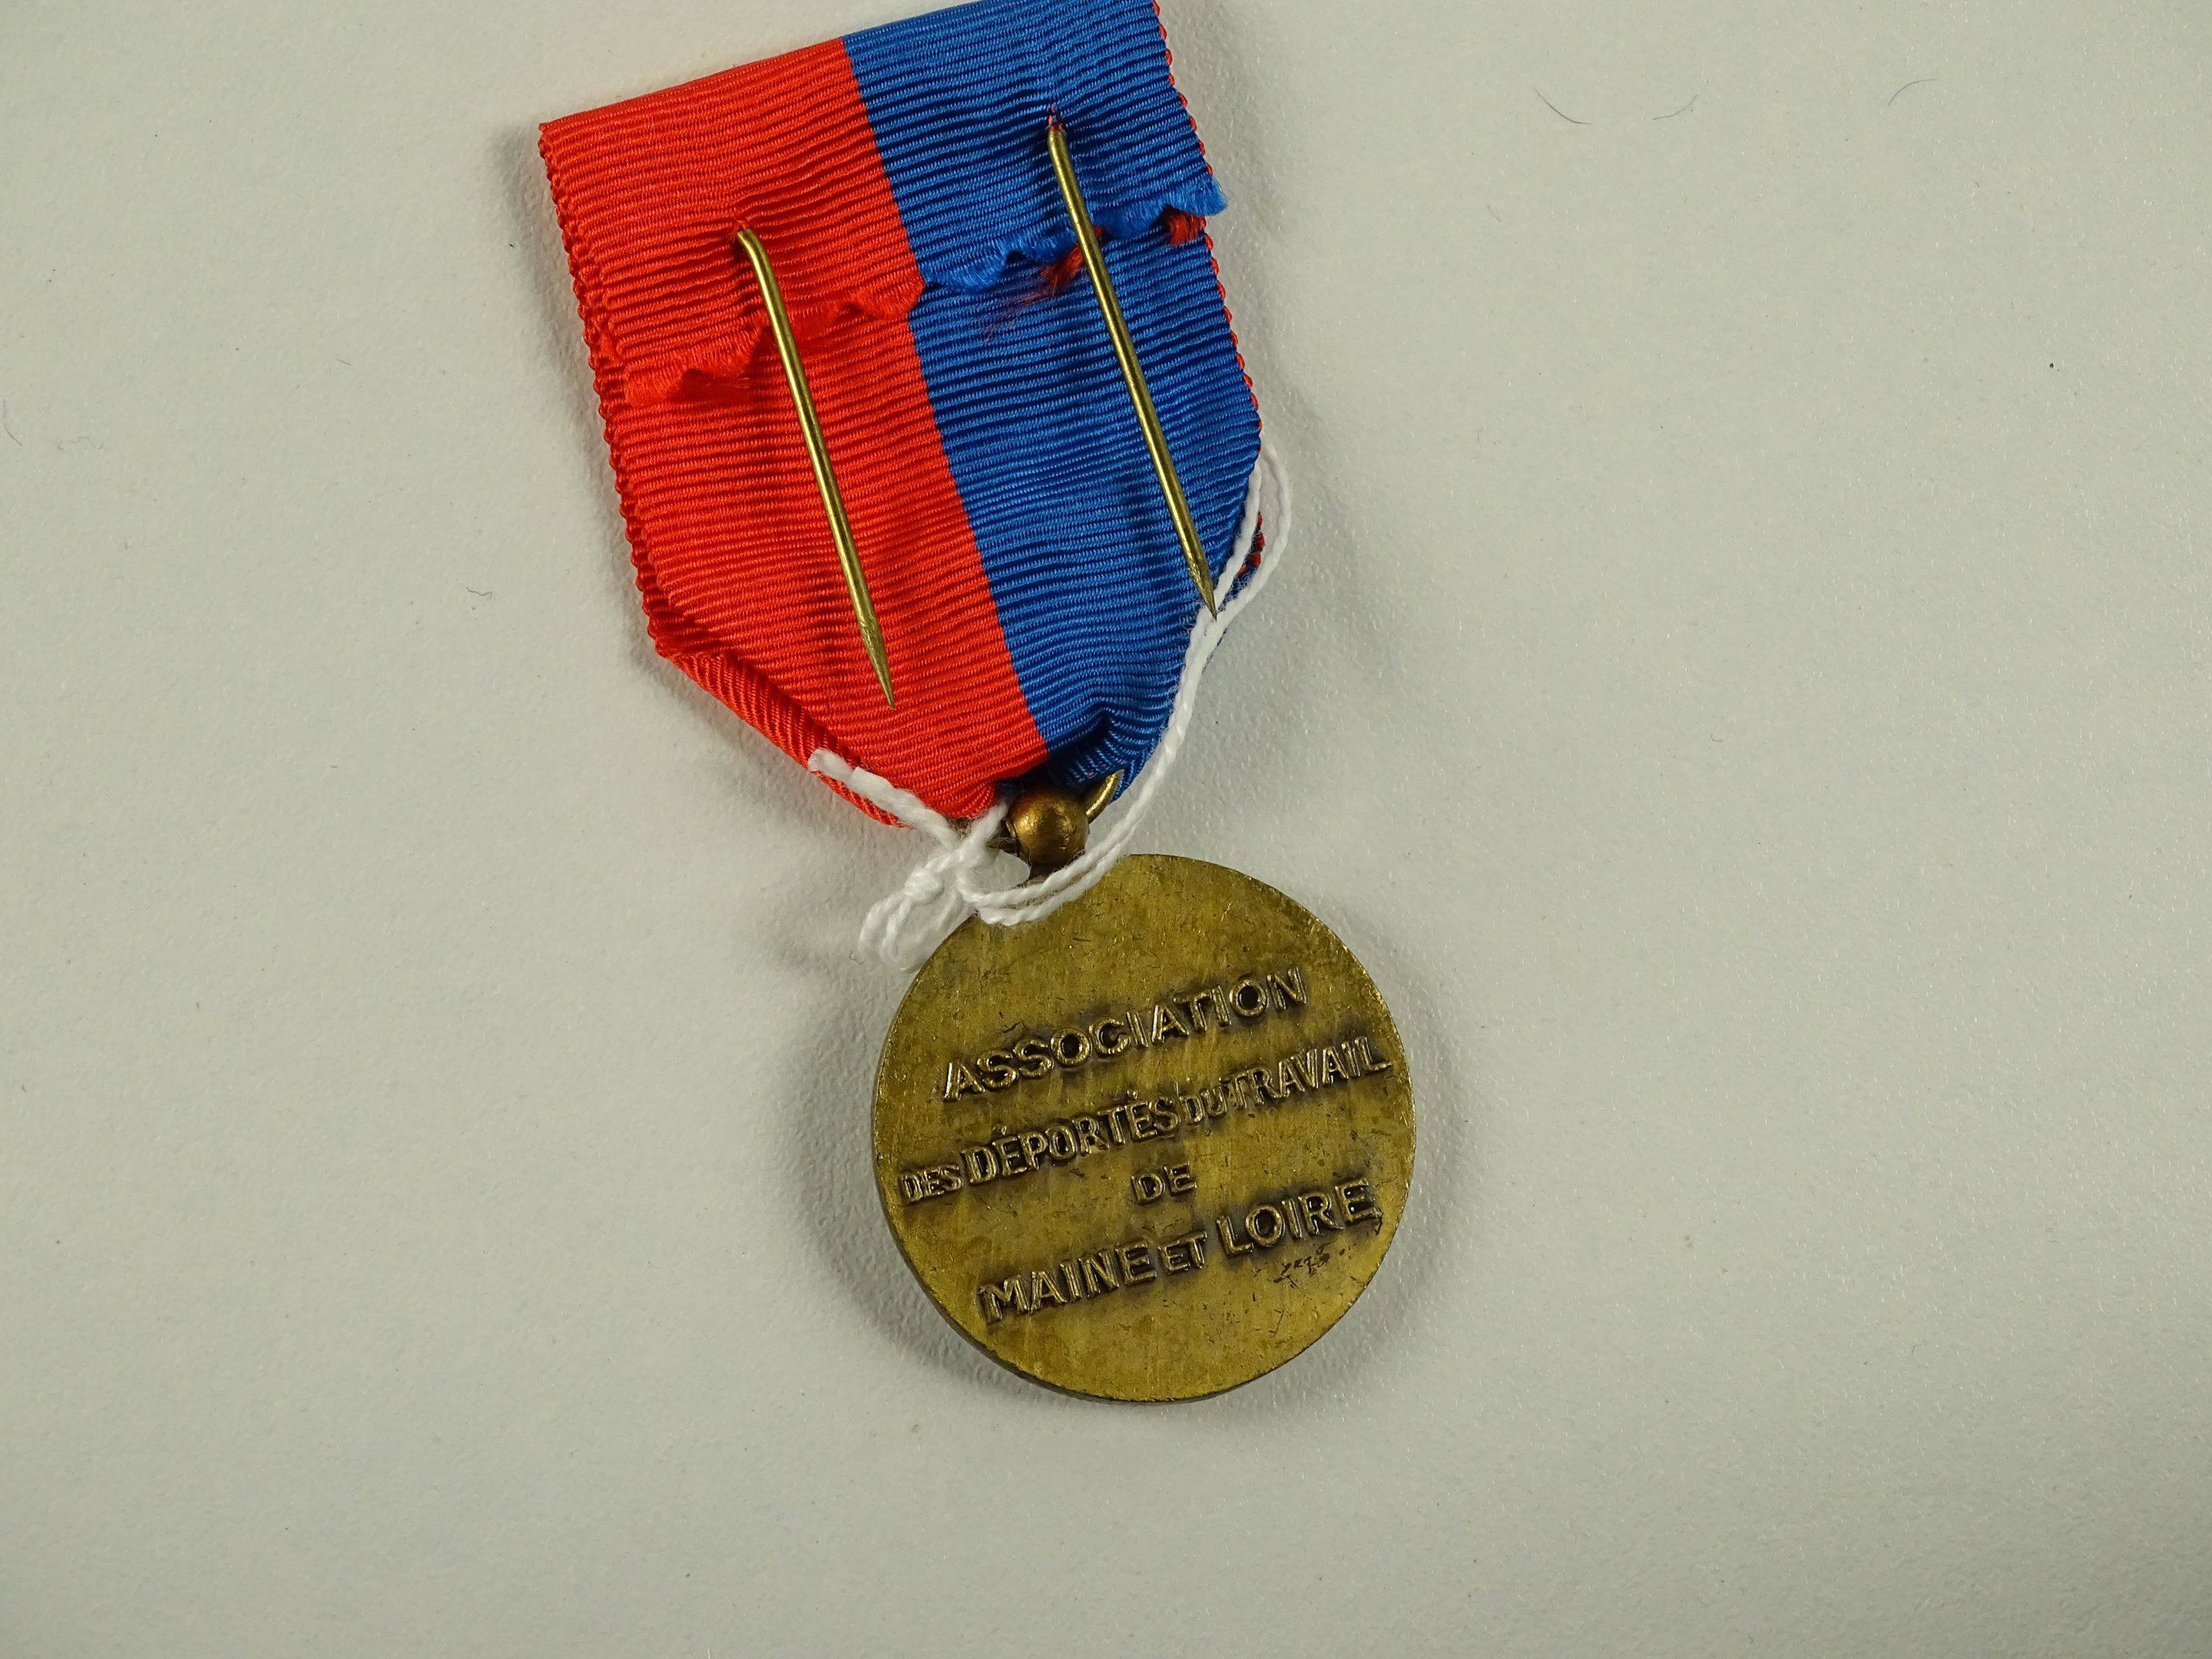 ASSOCIATION
DES DÉPORTÉS DU TRAVAIL
DE
MAINE ET LOIRE